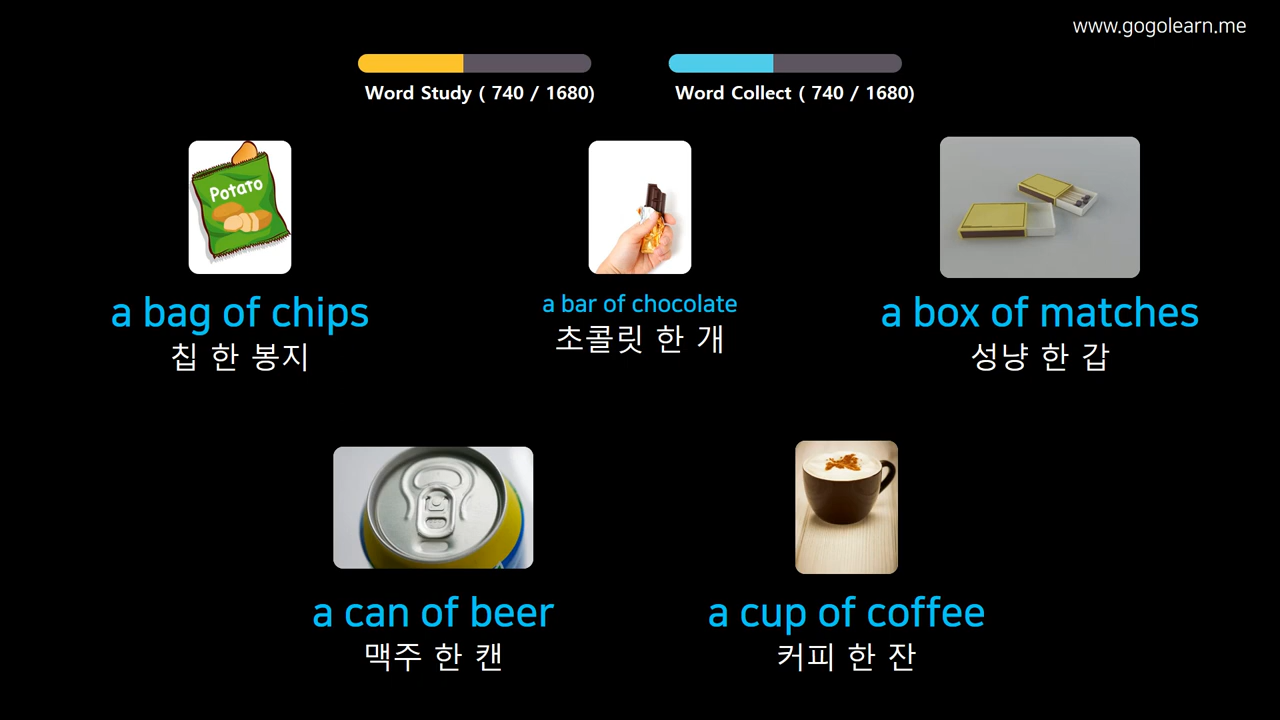 www.gogolearn.me
Word Study ( 740 / 1680)
Word Collect ( 740 / 1680)
Potato
a bag of chips
칩 한 봉지
a bar of chocolate
초콜릿 한 개
a box of matches
성냥 한 갑
a can of beer
맥주 한 캔
a cup of coffee
커피 한 잔